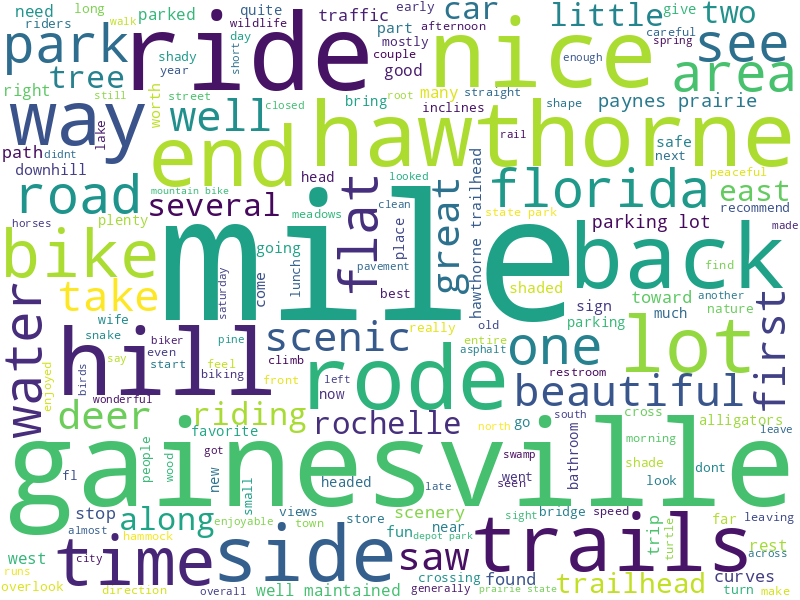 need long early car little give two
riders walk quite wildlife traffic parked part afternoon careful
park ride nice see
tree shady day short mostly couple enough spring area
right still year good
way street worth closed bring root many straight shape paynes prairie
well inclines
path didnt lake end hawthorne rail safe next
downhill head looked peaceful
road mountain bike several flat clean great state park florida east recommend
horses plenty meadows parking lot made
bike going place hawthorne trailhead shaded find
mile pavement back toward another
take saturday come lunch best sign much nature
water wife really old parking
snake biker pine entire first
hill even climb scenic asphalt one lot
say start feel biking restroom
enjoyed birds wonderful front left now rode beautiful
deer riding rochelle south go cross alligators
favorite north leave
gainesville
people wood got swamp bathroom morning
fl new small headed went seen shade dont look
late
stop along views scenery sight bridge speed far leaving
almost enjoyable town store fun near trip turtle rest
west city hammock depot park across
time side saw trails
runs crossing found trailhead curves
overlook direction overall well maintained generally prairie state turn make